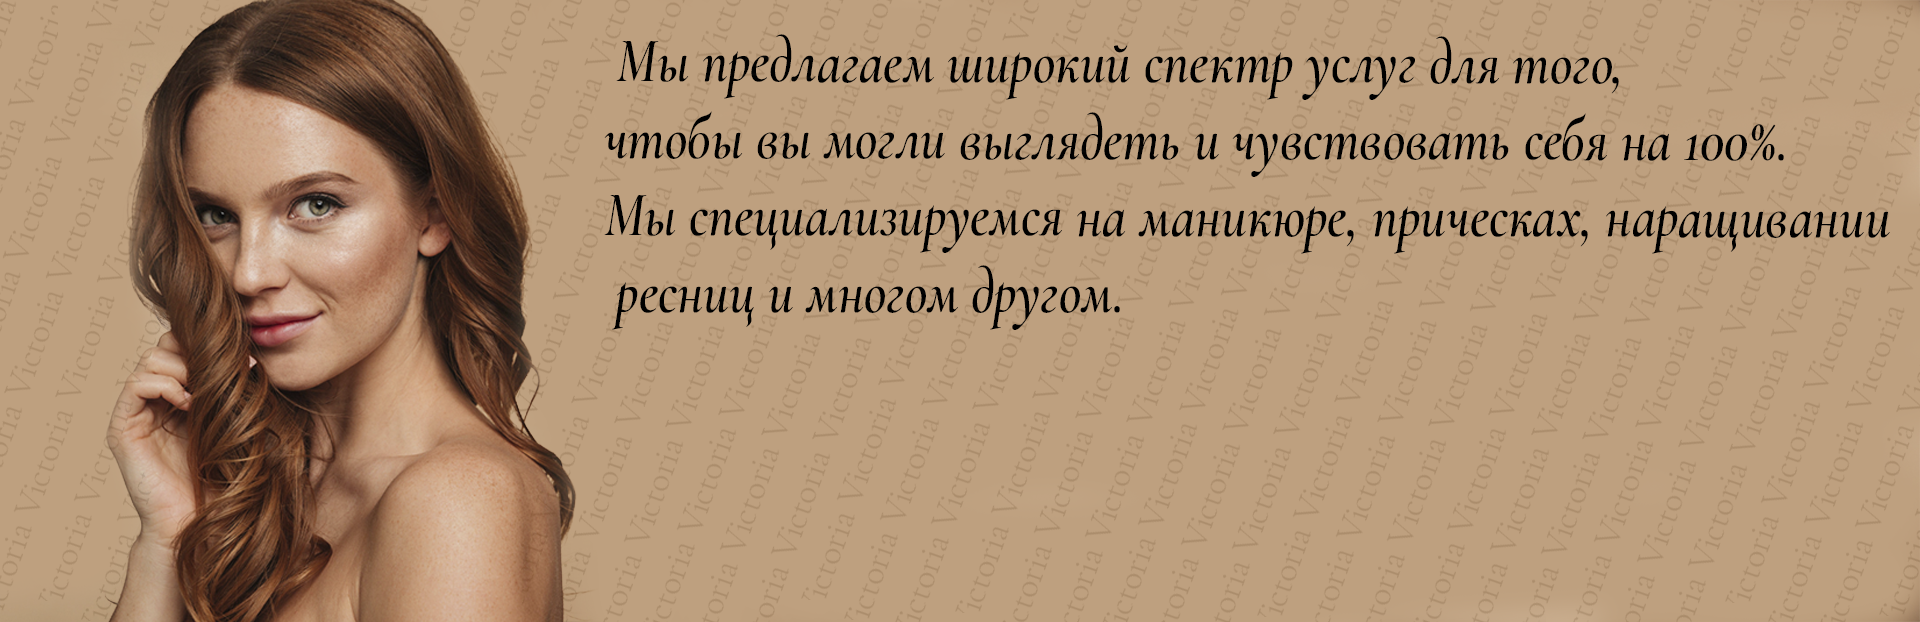 Мы предлагаем широкий спектр услуг для того,
чтобы вы могли выглядеть и чувствовать себя на 100%.
Мы специализируемся на маникюре, прическах, наращивании
ресниц и многом другом.
Victoria